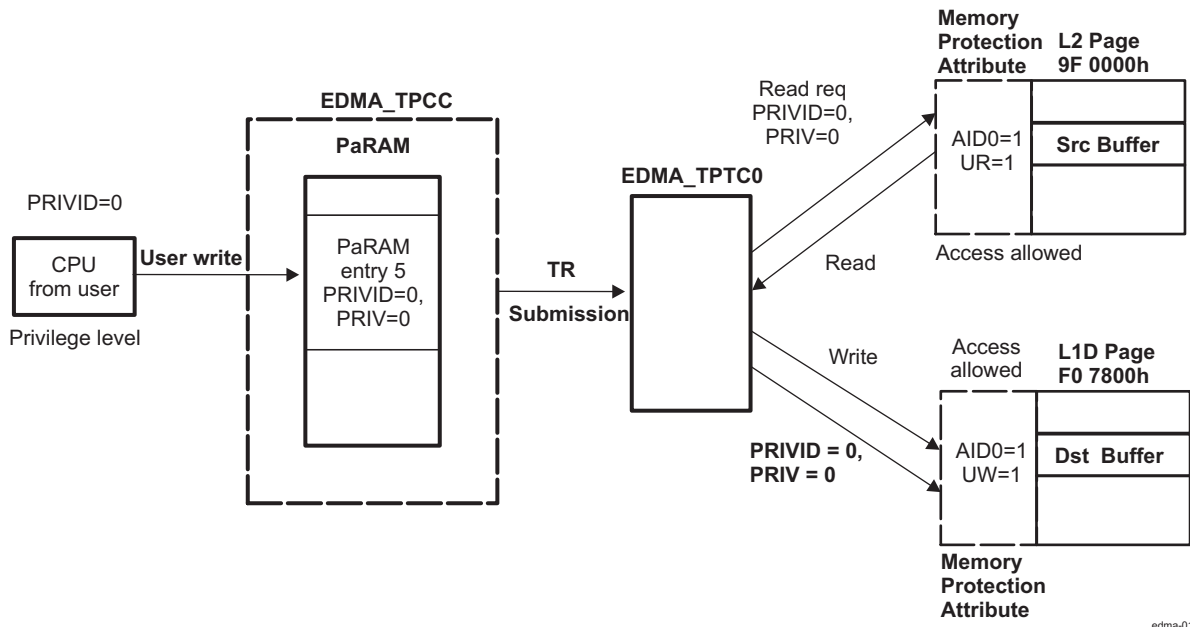 PRIVID=0
CPU
from user
Privilege level
User write
EDMA_TPCC
PaRAM
PaRAM
entry 5
PRIVID=0,
PRIV=0
TR
Submission
EDMA_TPTC0
Read req
PRIVID=0,
PRIV=0
Read
Memory
Protection
Attribute
L2 Page
9F 0000h
AID0=1
UR=1
Src Buffer
Access allowed
Write
PRIVID = 0,
PRIV = 0
Access
allowed
L1D Page
F0 7800h
AID0=1
UW=1
Dst Buffer
Memory
Protection
Attribute